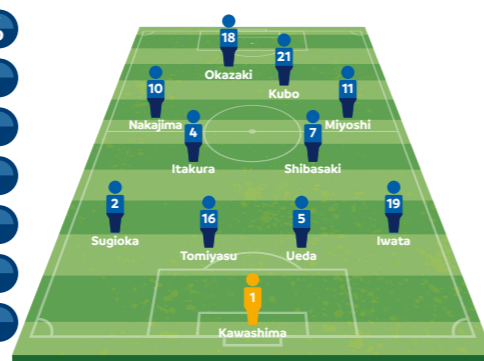 18
Okazaki
21
Kubo
10
Nakajima
11
Miyoshi
4
Itakura
7
Shibasaki
2
Sugioka
16
Tomiyasu
5
Ueda
19
Iwata
1
Kawashima